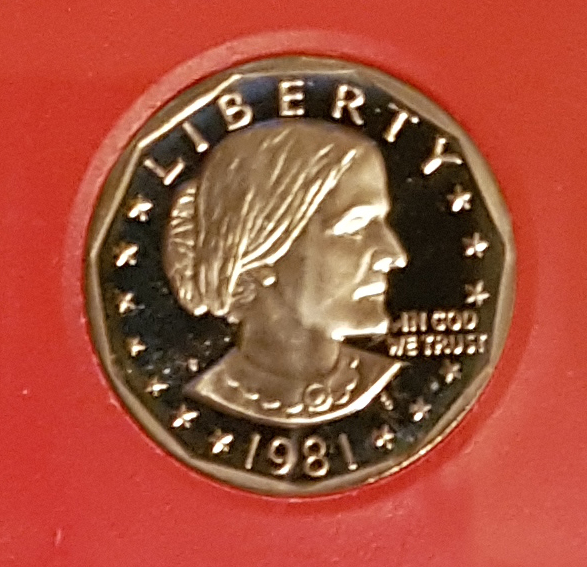 LIBERTY
IN GOD
WE TRUST
1981